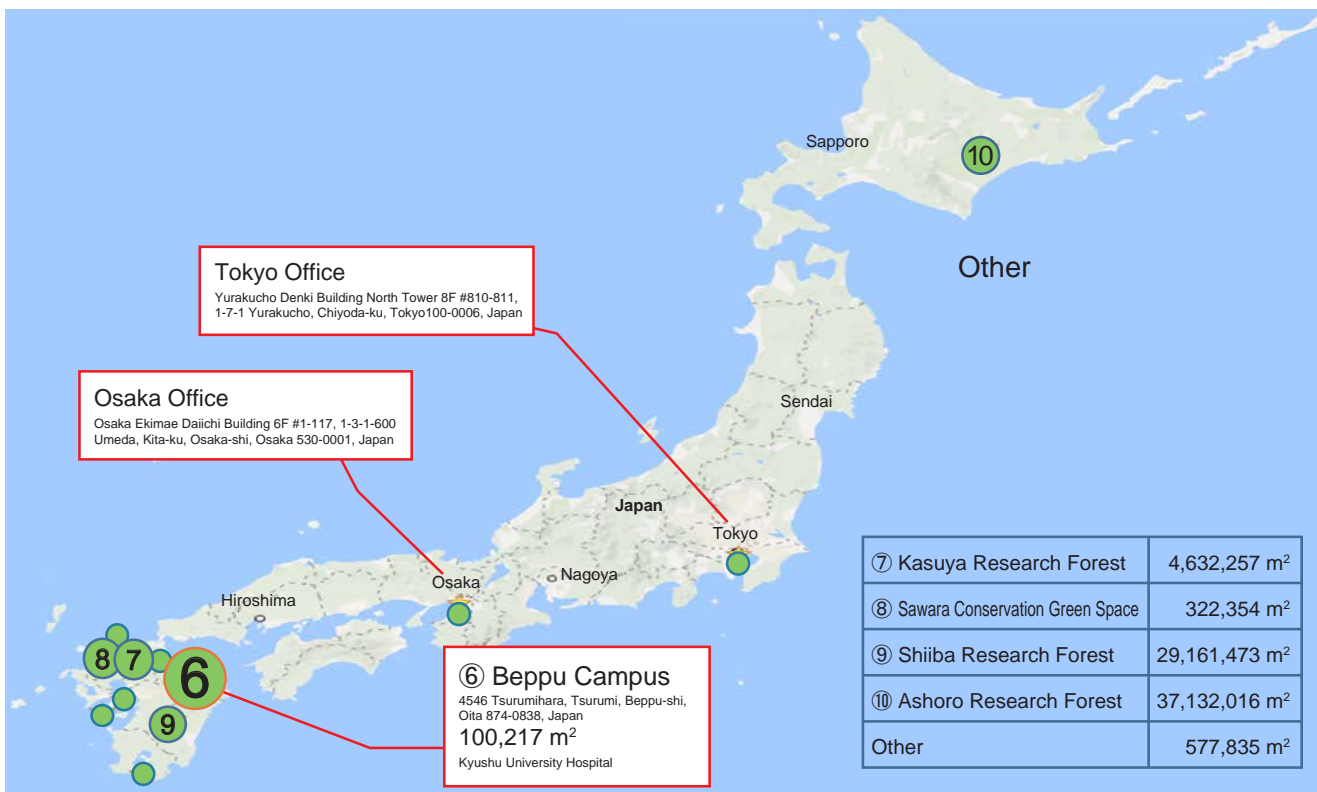 Sapporo
⑩
Other
Tokyo Office
Yurakucho Denki Building North Tower 8F #810-811,
1-7-1 Yurakucho, Chiyoda-ku, Tokyo100-0006, Japan
Osaka Office
Osaka Ekimae Daiichi Building 6F #1-117, 1-3-1-600
Umeda, Kita-ku, Osaka-shi, Osaka 530-0001, Japan
Sendai
Japan
Tokyo
Nagoya
Osaka
Hiroshima
8
7
6
9
⑥ Beppu Campus
4546 Tsurumihara, Tsurumi, Beppu-shi,
Oita 874-0838, Japan
100,217 m²
Kyushu University Hospital
⑦ Kasuya Research Forest 4,632,257 m²
⑧ Sawara Conservation Green Space 322,354 m²
⑨ Shiiba Research Forest 29,161,473 m²
⑩ Ashoro Research Forest 37,132,016 m²
Other 577,835 m²